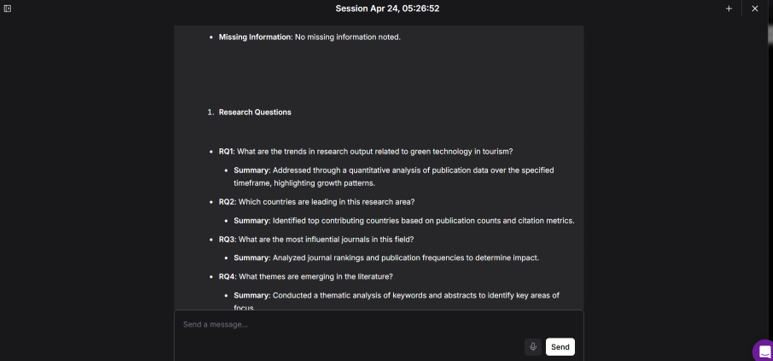 Session Apr 24, 05:26:52
Missing Information: No missing information noted.
1. Research Questions
RQ1: What are the trends in research output related to green technology in tourism?
Summary: Addressed through a quantitative analysis of publication data over the specified
timeframe, highlighting growth patterns.
RQ2: Which countries are leading in this research area?
Summary: Identified top contributing countries based on publication counts and citation metrics.
RQ3: What are the most influential journals in this field?
Summary: Analyzed journal rankings and publication frequencies to determine impact.
RQ4: What themes are emerging in the literature?
Summary: Conducted a thematic analysis of keywords and abstracts to identify key areas of
focus.
Send a message...
Send